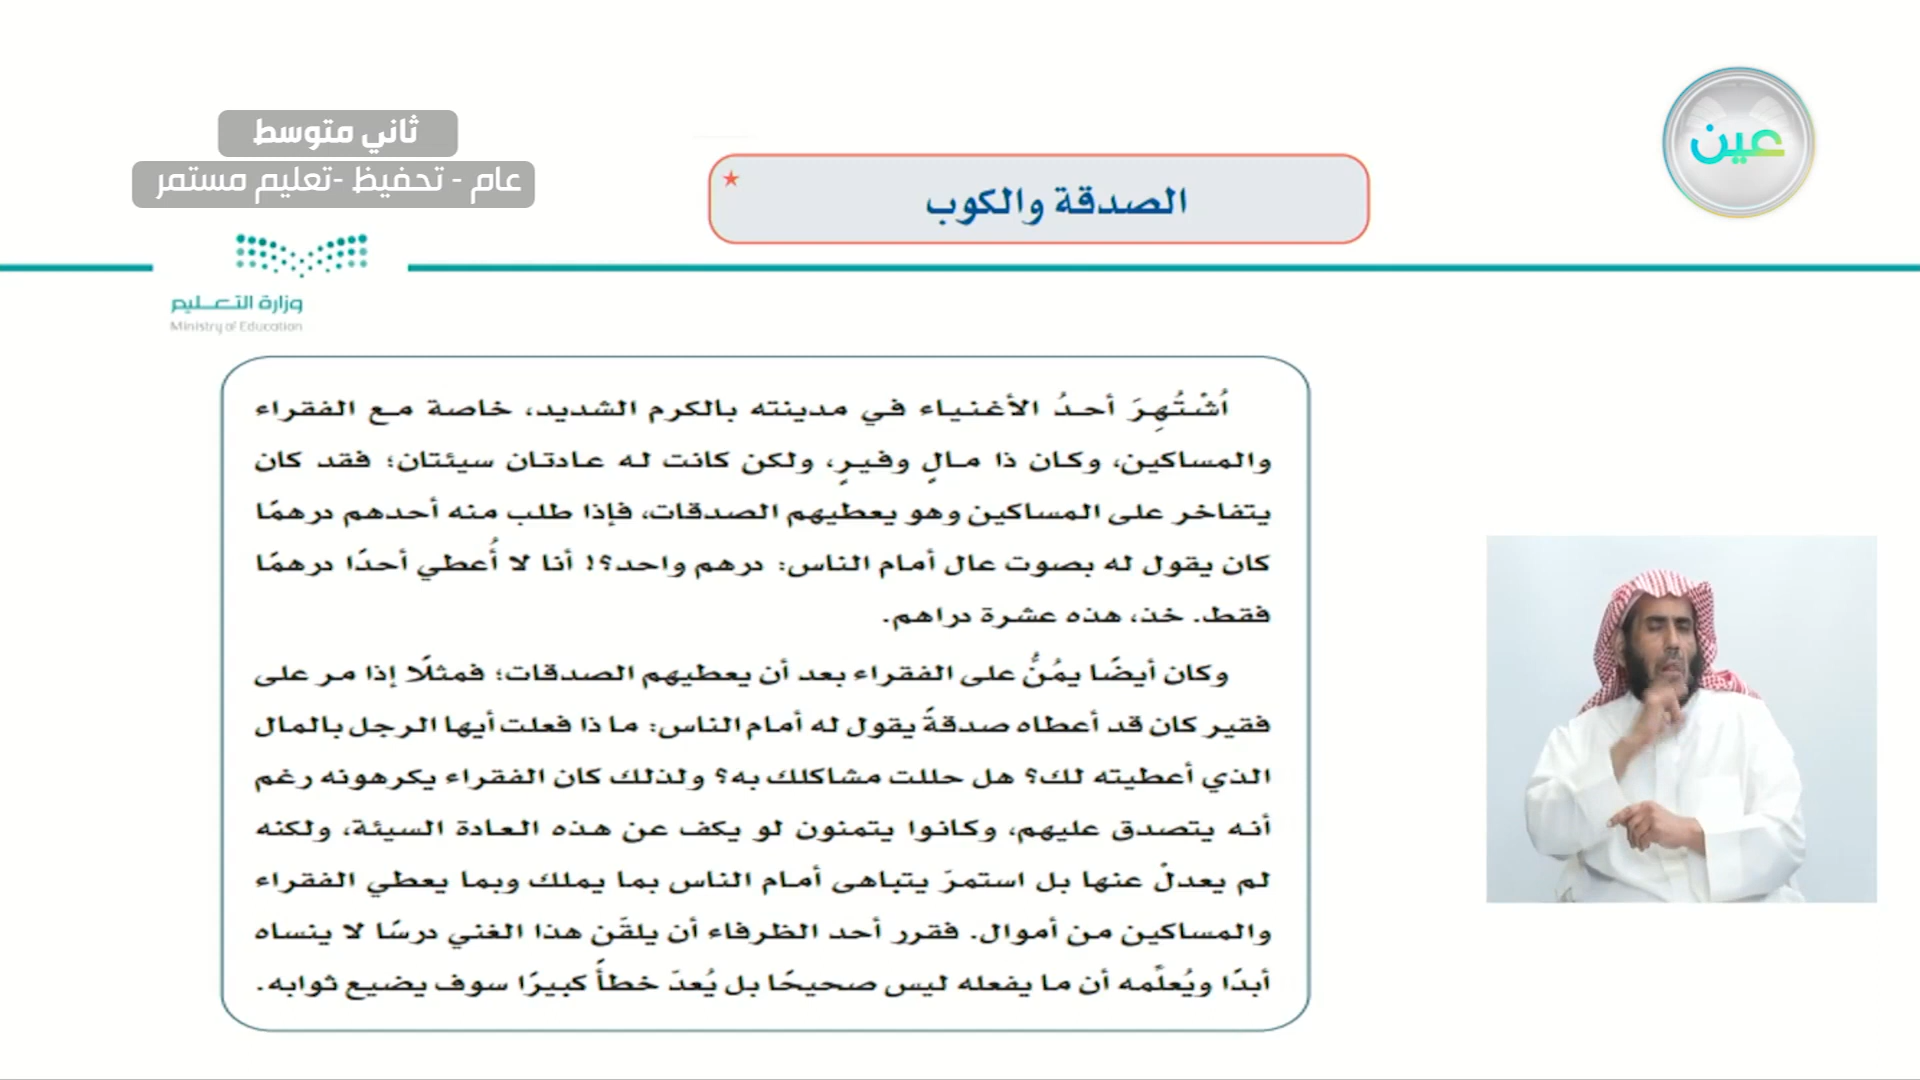 ثاني متوسط
عام - تحفيظ -تعليم مستمر
عين
الصدقة والكوب
وزارة التعليم
Ministry of Education
اُشْتُهِرَ أحدُ الأغنياء في مدينته بالكرم الشديد، خاصة مع الفقراء
والمساكين، وكان ذا مالٍ وفيرٍ، ولكن كانت له عادتان سيئتان؛ فقد كان
يتفاخر على المساكين وهو يعطيهم الصدقات، فإذا طلب منه أحدهم درهمًا
كان يقول له بصوت عال أمام الناس: درهم واحد؟! أنا لا أُعطي أحدًا درهمًا
فقط. خذ، هذه عشرة دراهم.
وكان أيضًا يمُنُّ على الفقراء بعد أن يعطيهم الصدقات؛ فمثلًا إذا مر على
فقير كان قد أعطاه صدقةً يقول له أمام الناس: ما ذا فعلت أيها الرجل بالمال
الذي أعطيته لك؟ هل حللت مشاكلك به؟ ولذلك كان الفقراء يكرهونه رغم
أنه يتصدق عليهم، وكانوا يتمنون لو يكف عن هذه العادة السيئة، ولكنه
لم يعدلْ عنها بل استمرَ يتباهى أمام الناس بما يملك وبما يعطي الفقراء
والمساكين من أموال. فقرر أحد الظرفاء أن يلقّن هذا الغني درسًا لا ينساه
أبدًا ويُعلّمه أن ما يفعله ليس صحيحًا بل يُعدّ خطأً كبيرًا سوف يضيع ثوابه.